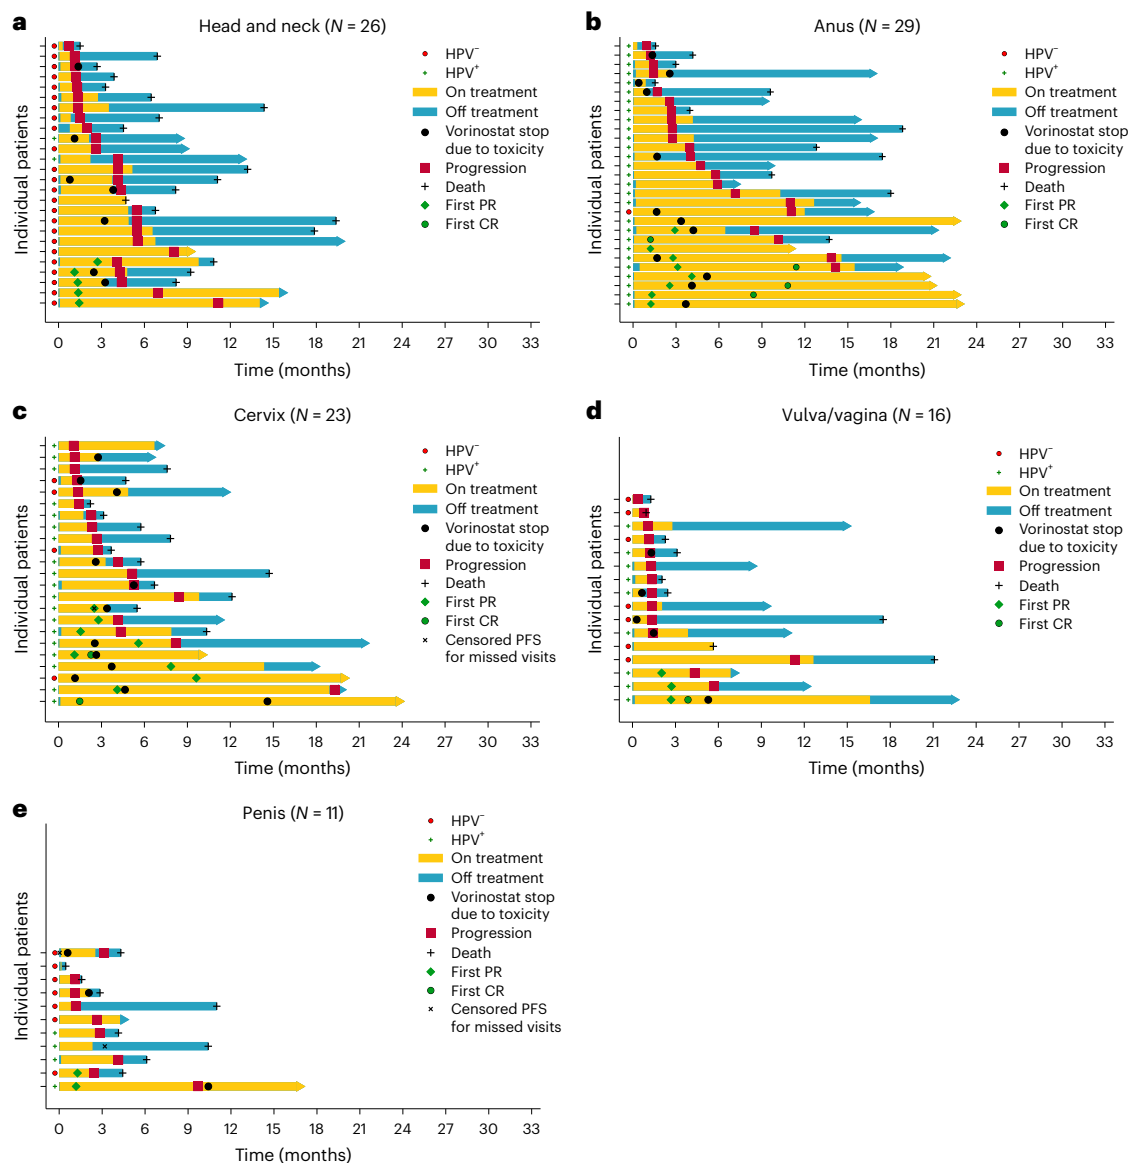 a
Head and neck (N = 26)
HPV−
HPV+
On treatment
Off treatment
Vorinostat stop
due to toxicity
Progression
Death
First PR
First CR
Individual patients
0 3 6 9 12 15 18 21 24 27 30 33
Time (months)
b
Anus (N = 29)
HPV−
HPV+
On treatment
Off treatment
Vorinostat stop
due to toxicity
Progression
Death
First PR
First CR
Individual patients
0 3 6 9 12 15 18 21 24 27 30 33
Time (months)
c
Cervix (N = 23)
HPV−
HPV+
On treatment
Off treatment
Vorinostat stop
due to toxicity
Progression
Death
First PR
First CR
Censored PFS
for missed visits
Individual patients
0 3 6 9 12 15 18 21 24 27 30 33
Time (months)
d
Vulva/vagina (N = 16)
HPV−
HPV+
On treatment
Off treatment
Vorinostat stop
due to toxicity
Progression
Death
First PR
First CR
Individual patients
0 3 6 9 12 15 18 21 24 27 30 33
Time (months)
e
Penis (N = 11)
HPV−
HPV+
On treatment
Off treatment
Vorinostat stop
due to toxicity
Progression
Death
First PR
First CR
Censored PFS
for missed visits
Individual patients
0 3 6 9 12 15 18 21 24 27 30 33
Time (months)